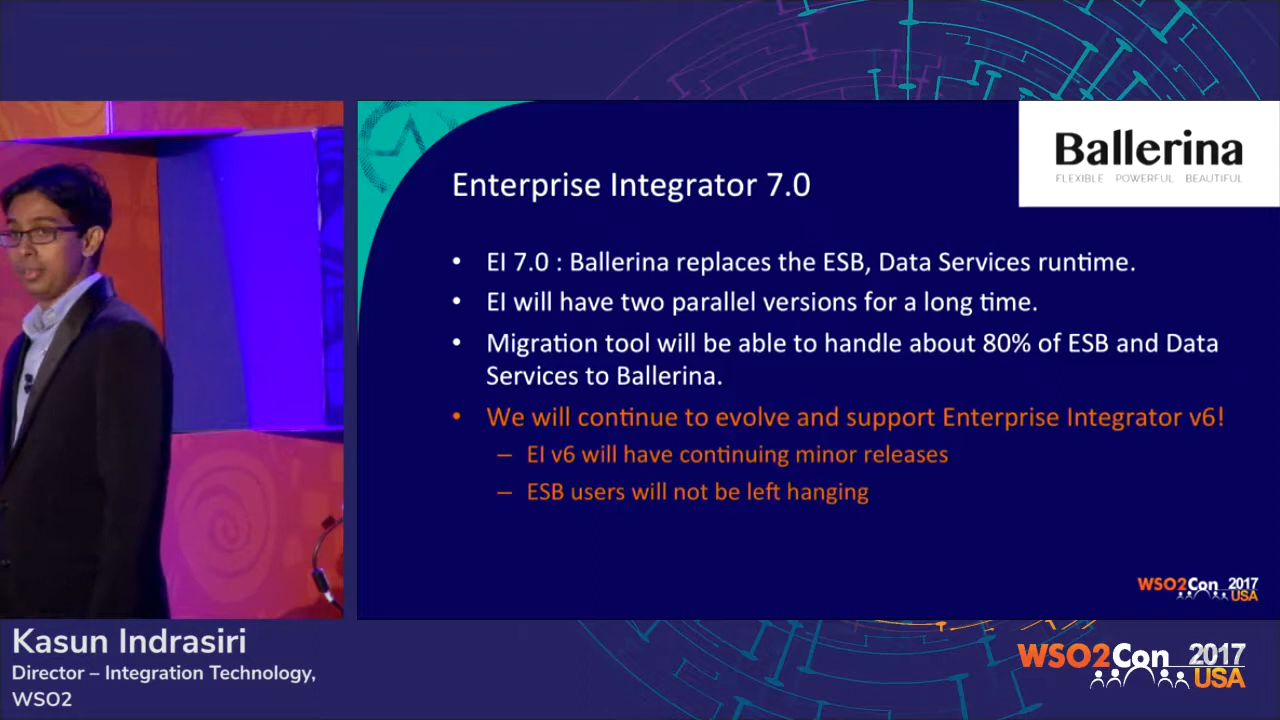 Ballerina
FLEXIBLE POWERFUL BEAUTIFUL
Enterprise Integrator 7.0
• EI 7.0 : Ballerina replaces the ESB, Data Services runtime.
• EI will have two parallel versions for a long time.
• Migration tool will be able to handle about 80% of ESB and Data
Services to Ballerina.
• We will continue to evolve and support Enterprise Integrator v6!
– EI v6 will have continuing minor releases
– ESB users will not be left hanging
WSO2Con 2017
USA
Kasun Indrasiri
Director – Integration Technology,
WSO2
WSO2Con 2017
USA